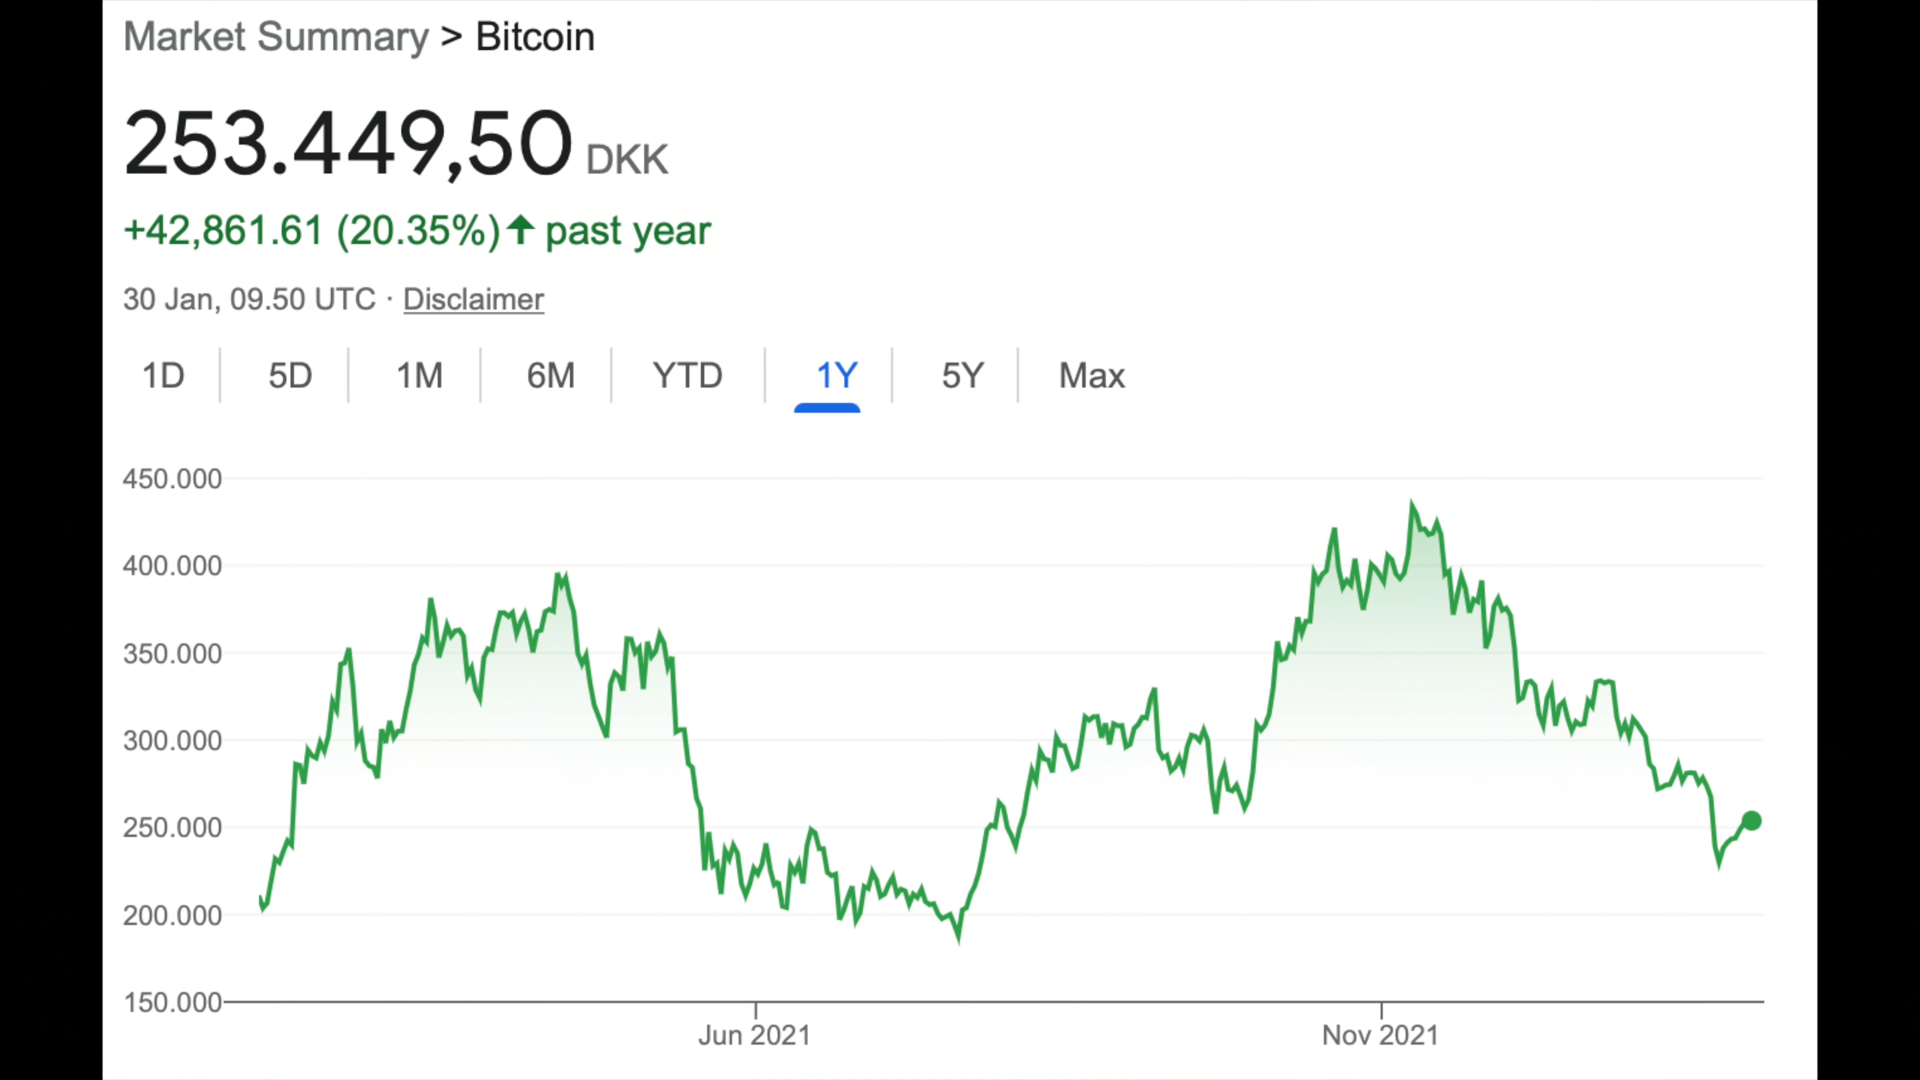 Market Summary > Bitcoin
253.449,50 DKK
+42,861.61 (20.35%) ↑ past year
30 Jan, 09.50 UTC · Disclaimer
1D 5D 1M 6M YTD 1Y 5Y Max
450.000
400.000
350.000
300.000
250.000
200.000
150.000
Jun 2021 Nov 2021